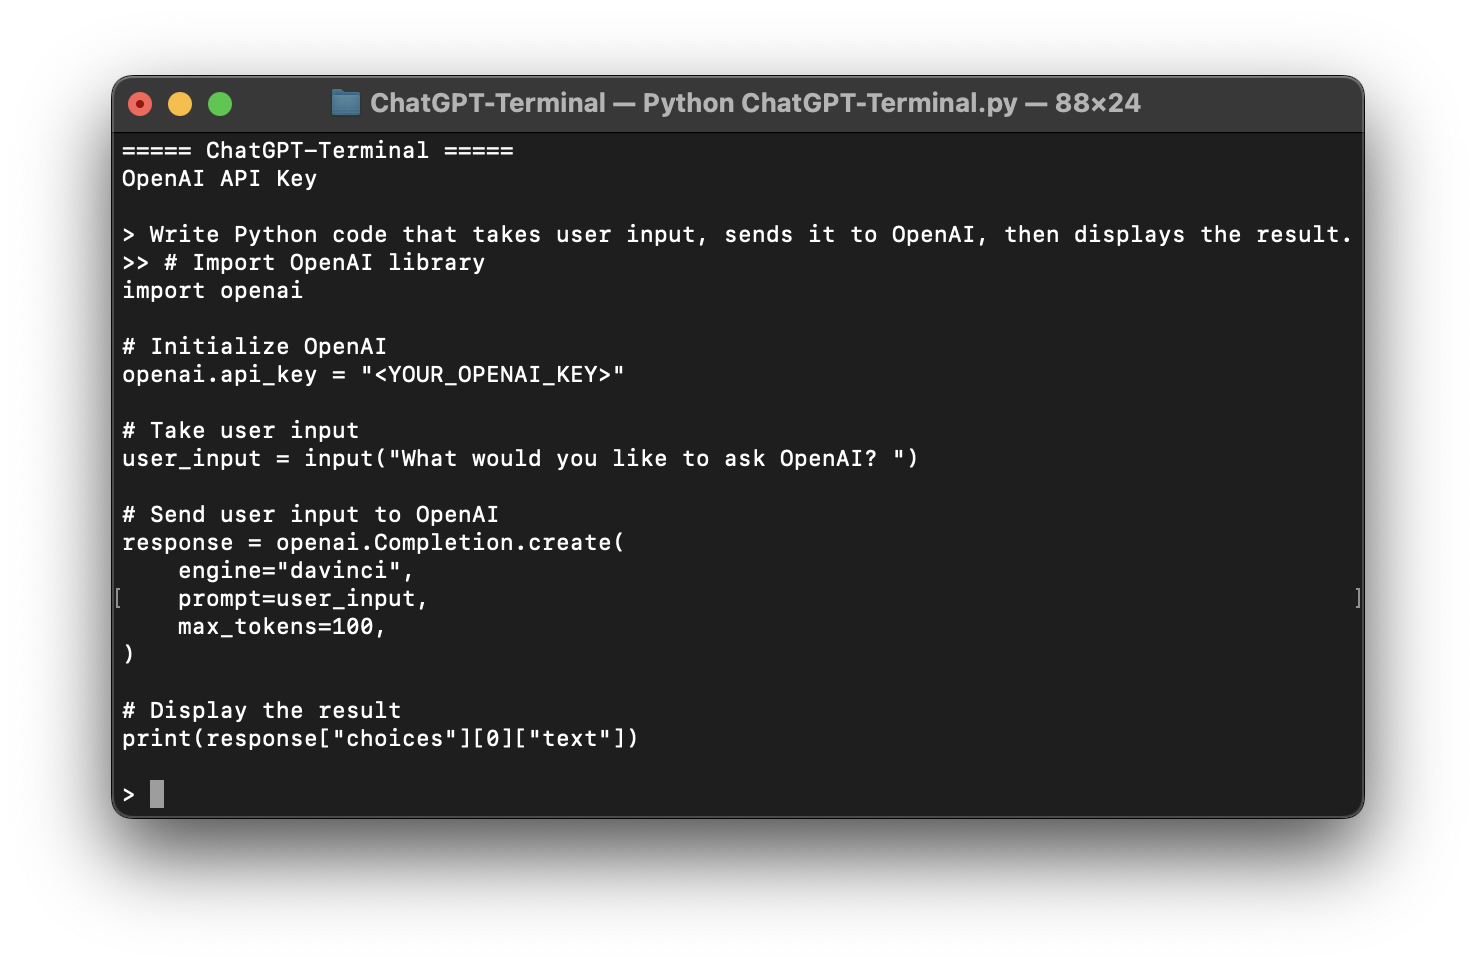 ChatGPT-Terminal — Python ChatGPT-Terminal.py — 88×24
===== ChatGPT-Terminal =====
OpenAI API Key
> Write Python code that takes user input, sends it to OpenAI, then displays the result.
>> # Import OpenAI library
import openai
# Initialize OpenAI
openai.api_key = "<YOUR_OPENAI_KEY>"
# Take user input
user_input = input("What would you like to ask OpenAI? ")
# Send user input to OpenAI
response = openai.Completion.create(
    engine="davinci",
[    prompt=user_input,    ]
    max_tokens=100,
)
# Display the result
print(response["choices"][0]["text"])
>